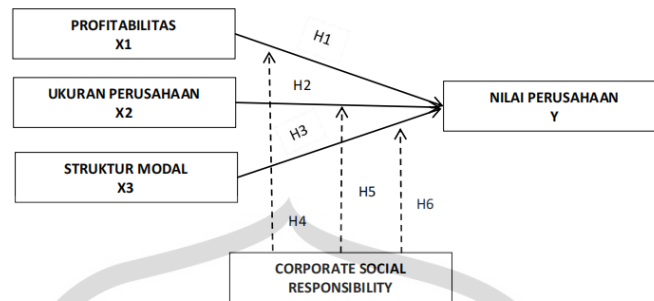 PROFITABILITAS
X1
H1
UKURAN PERUSAHAAN
X2
H2
NILAI PERUSAHAAN
Y
H3
STRUKTUR MODAL
X3
H4
H5
H6
CORPORATE SOCIAL
RESPONSIBILITY